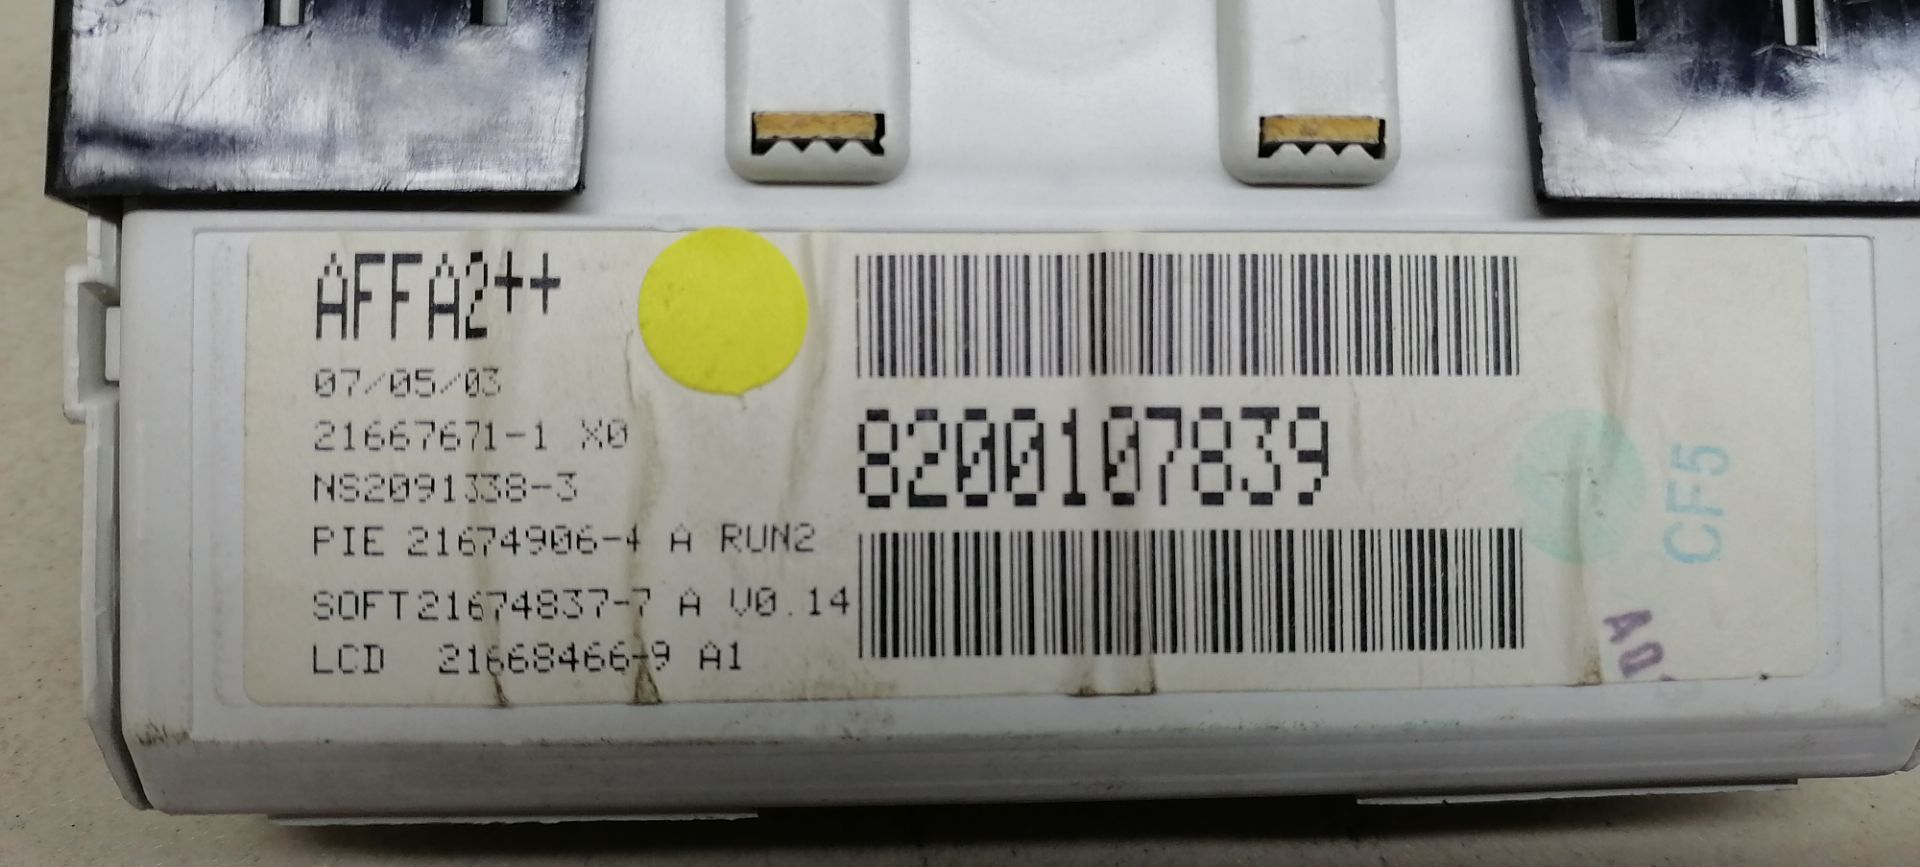 AFFA2++
07/05/03
21667671-1 X0
NS2091338-3
PIE 21674906-4 A RUN2
SOFT21674837-7 A V0.14
LCD 21668466-9 A1
8200107839
CF5